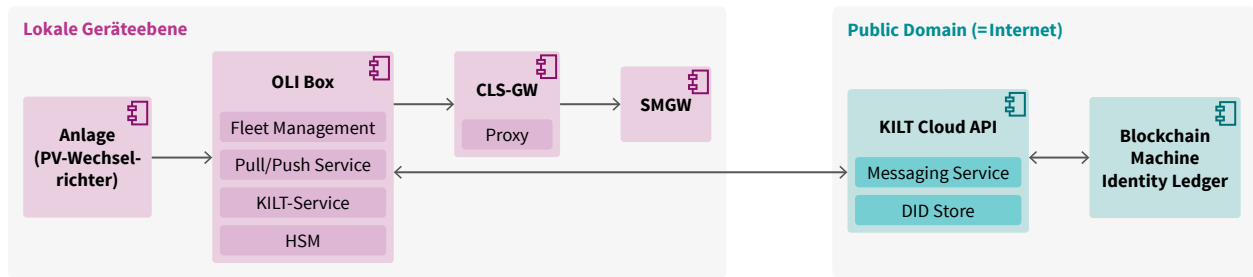 Lokale Geräteebene
Anlage
(PV-Wechsel-
richter)
OLI Box
Fleet Management
Pull/Push Service
KILT-Service
HSM
CLS-GW
Proxy
SMGW
Public Domain (=Internet)
KILT Cloud API
Messaging Service
DID Store
Blockchain
Machine
Identity Ledger